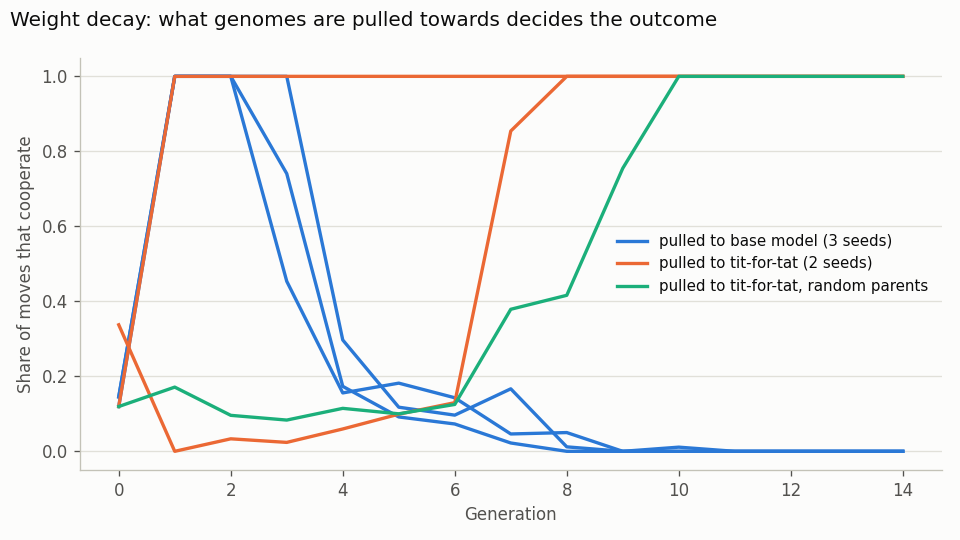 Weight decay: what genomes are pulled towards decides the outcome
Share of moves that cooperate
1.0
0.8
0.6
0.4
0.2
0.0
pulled to base model (3 seeds)
pulled to tit-for-tat (2 seeds)
pulled to tit-for-tat, random parents
0 2 4 6 8 10 12 14
Generation